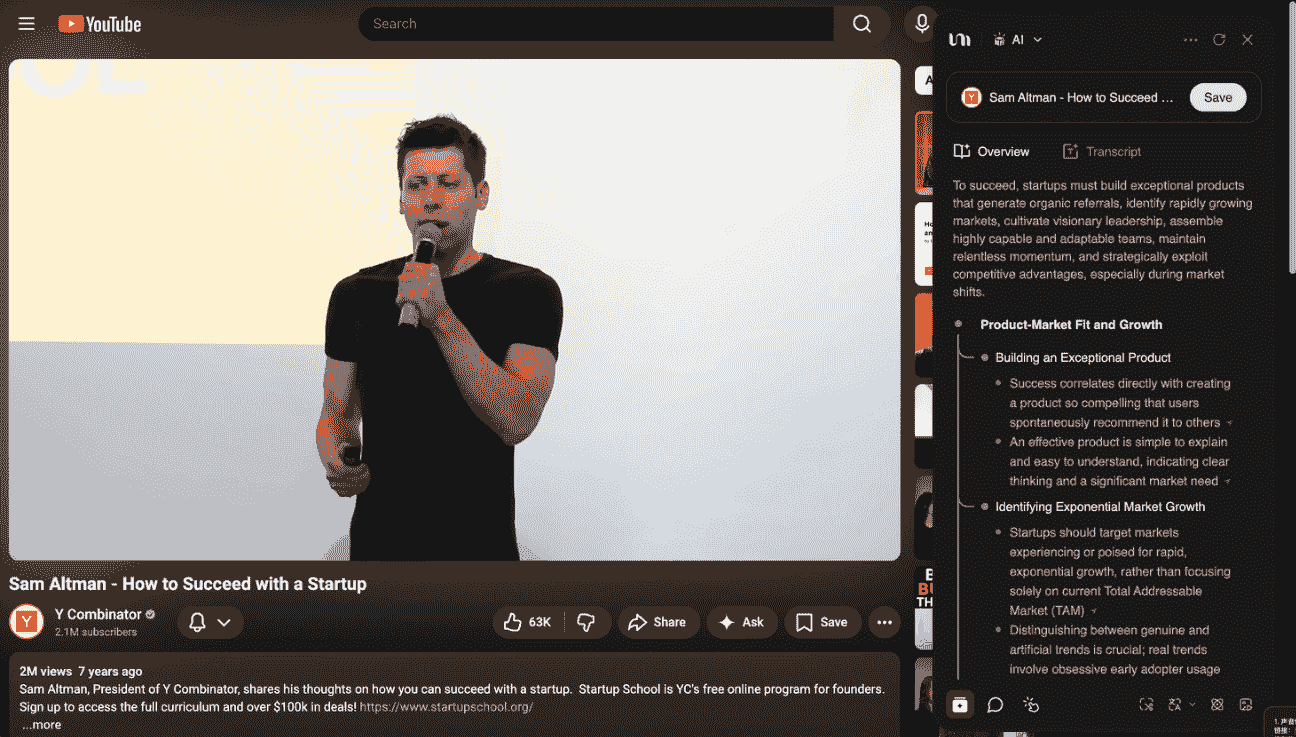 YouTube
Search
AI
Sam Altman - How to Succeed ...
Save
Overview
Transcript
To succeed, startups must build exceptional products
that generate organic referrals, identify rapidly growing
markets, cultivate visionary leadership, assemble
highly capable and adaptable teams, maintain
relentless momentum, and strategically exploit
competitive advantages, especially during market
shifts.
Product-Market Fit and Growth
Building an Exceptional Product
Success correlates directly with creating
a product so compelling that users
spontaneously recommend it to others
An effective product is simple to explain
and easy to understand, indicating clear
thinking and a significant market need
Identifying Exponential Market Growth
Startups should target markets
experiencing or poised for rapid,
exponential growth, rather than focusing
solely on current Total Addressable
Market (TAM)
Distinguishing between genuine and
artificial trends is crucial; real trends
involve obsessive early adopter usage
Sam Altman - How to Succeed with a Startup
Y Combinator
2.1M subscribers
63K
Share
Ask
Save
2M views 7 years ago
Sam Altman, President of Y Combinator, shares his thoughts on how you can succeed with a startup. Startup School is YC's free online program for founders.
Sign up to access the full curriculum and over $100k in deals! https://www.startupschool.org/
...more